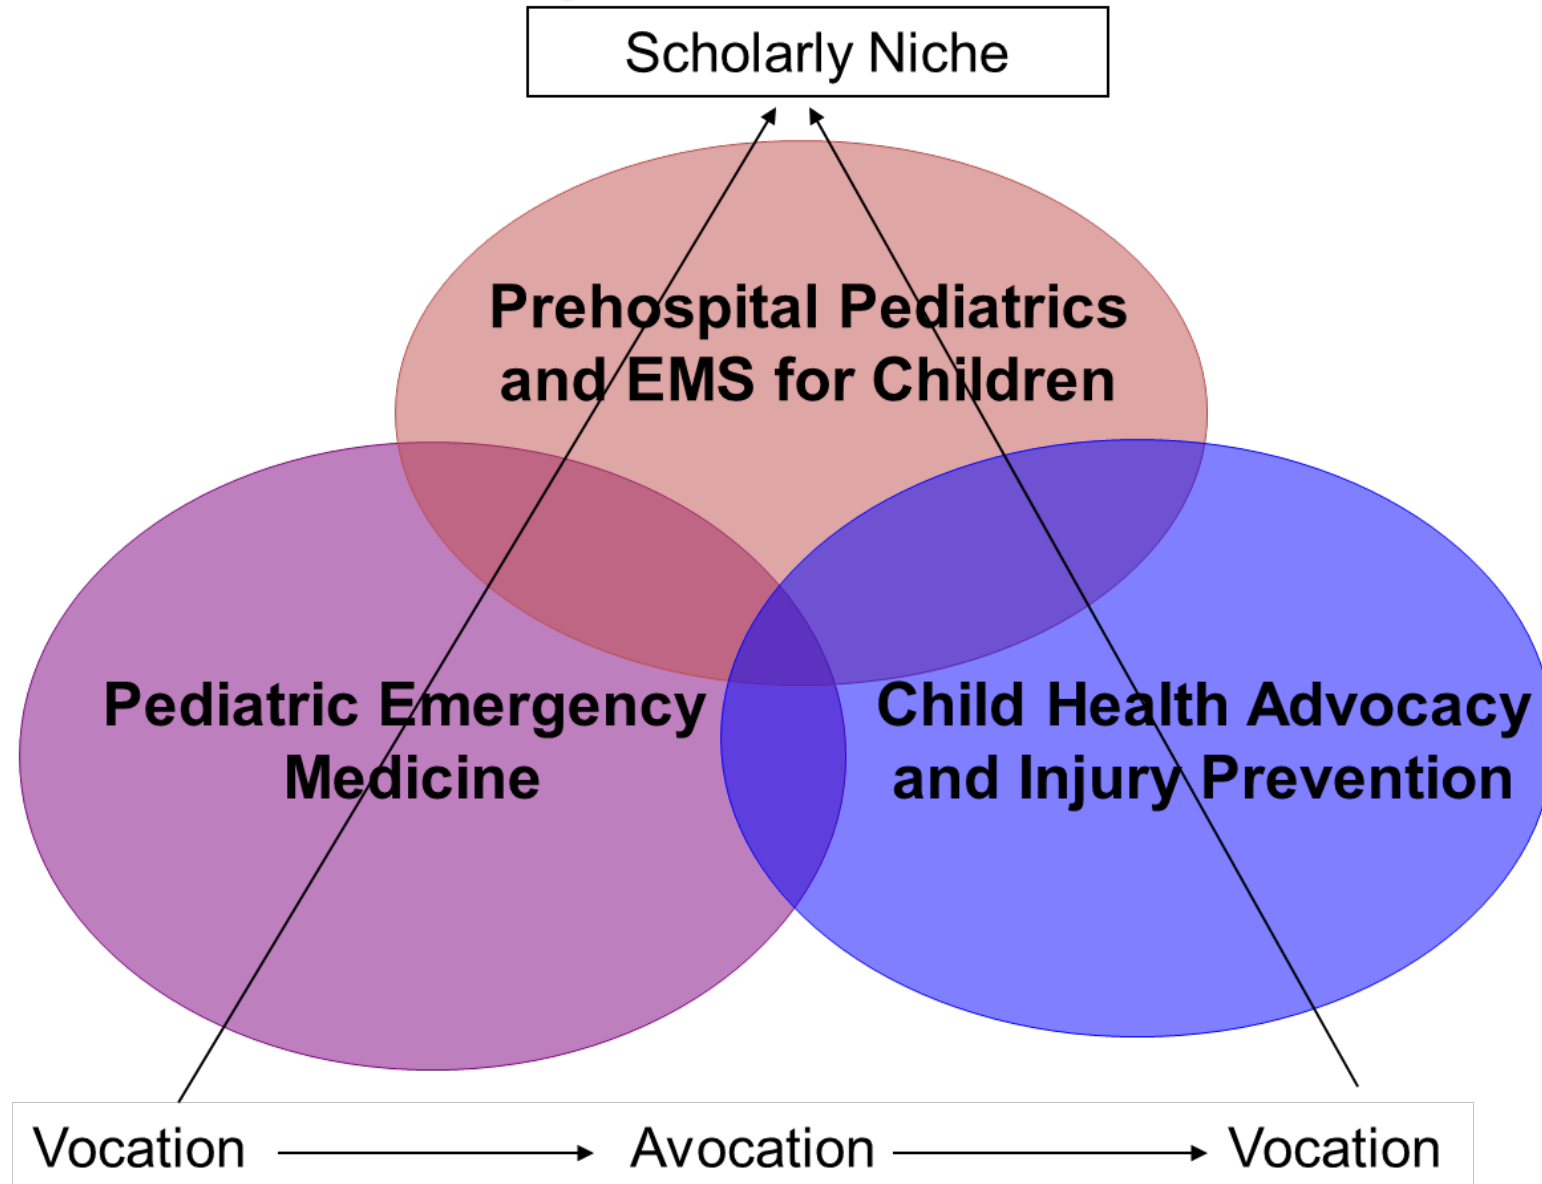 Scholarly Niche
Prehospital Pediatrics
and EMS for Children
Pediatric Emergency
Medicine
Child Health Advocacy
and Injury Prevention
Vocation
Avocation
Vocation